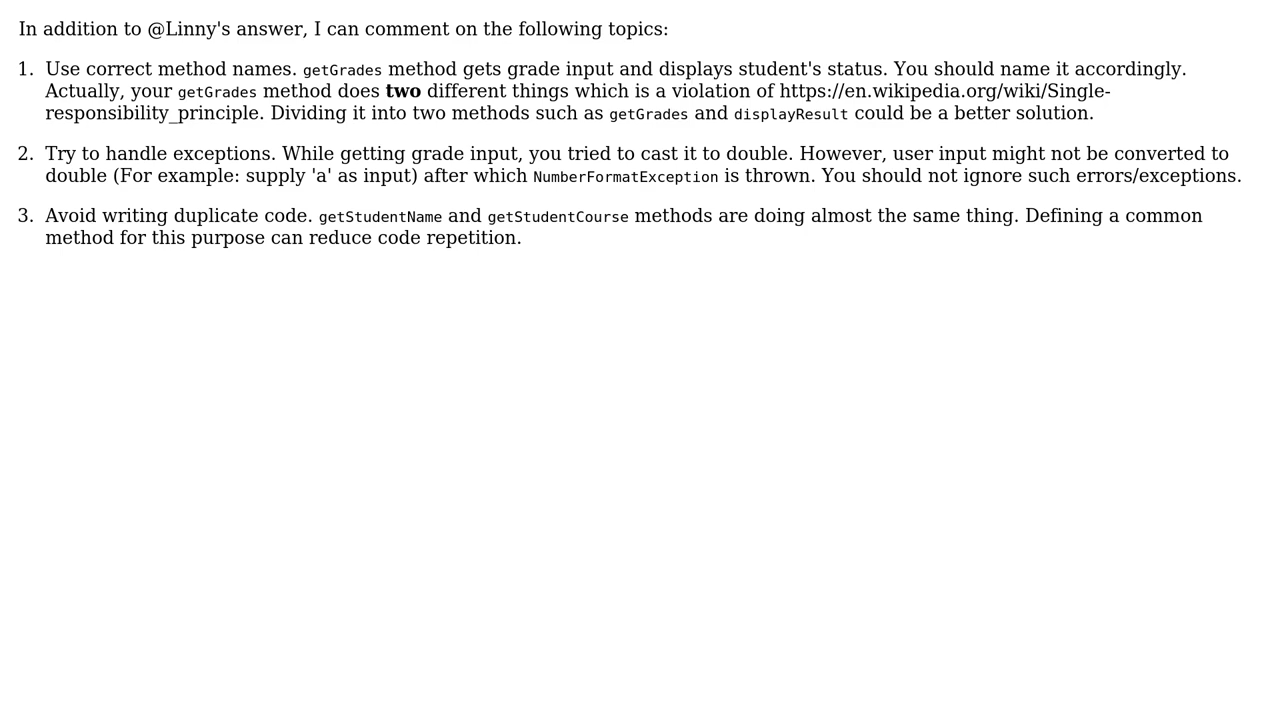 In addition to @Linny's answer, I can comment on the following topics:
1. Use correct method names. getGrades method gets grade input and displays student's status. You should name it accordingly.
Actually, your getGrades method does two different things which is a violation of https://en.wikipedia.org/wiki/Single-
responsibility_principle. Dividing it into two methods such as getGrades and displayResult could be a better solution.
2. Try to handle exceptions. While getting grade input, you tried to cast it to double. However, user input might not be converted to
double (For example: supply 'a' as input) after which NumberFormatException is thrown. You should not ignore such errors/exceptions.
3. Avoid writing duplicate code. getStudentName and getStudentCourse methods are doing almost the same thing. Defining a common
method for this purpose can reduce code repetition.